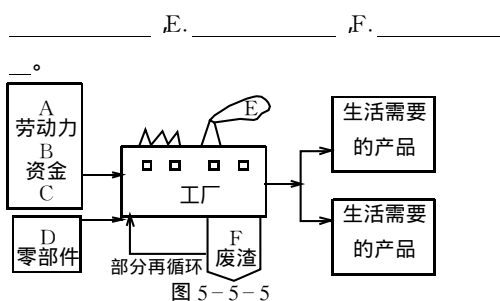 ,E. ,F.
。
A
劳动力
B
资金
C
D
零部件
E
工厂
F
废渣
部分再循环
生活需要
的产品
生活需要
的产品
图 5-5-5